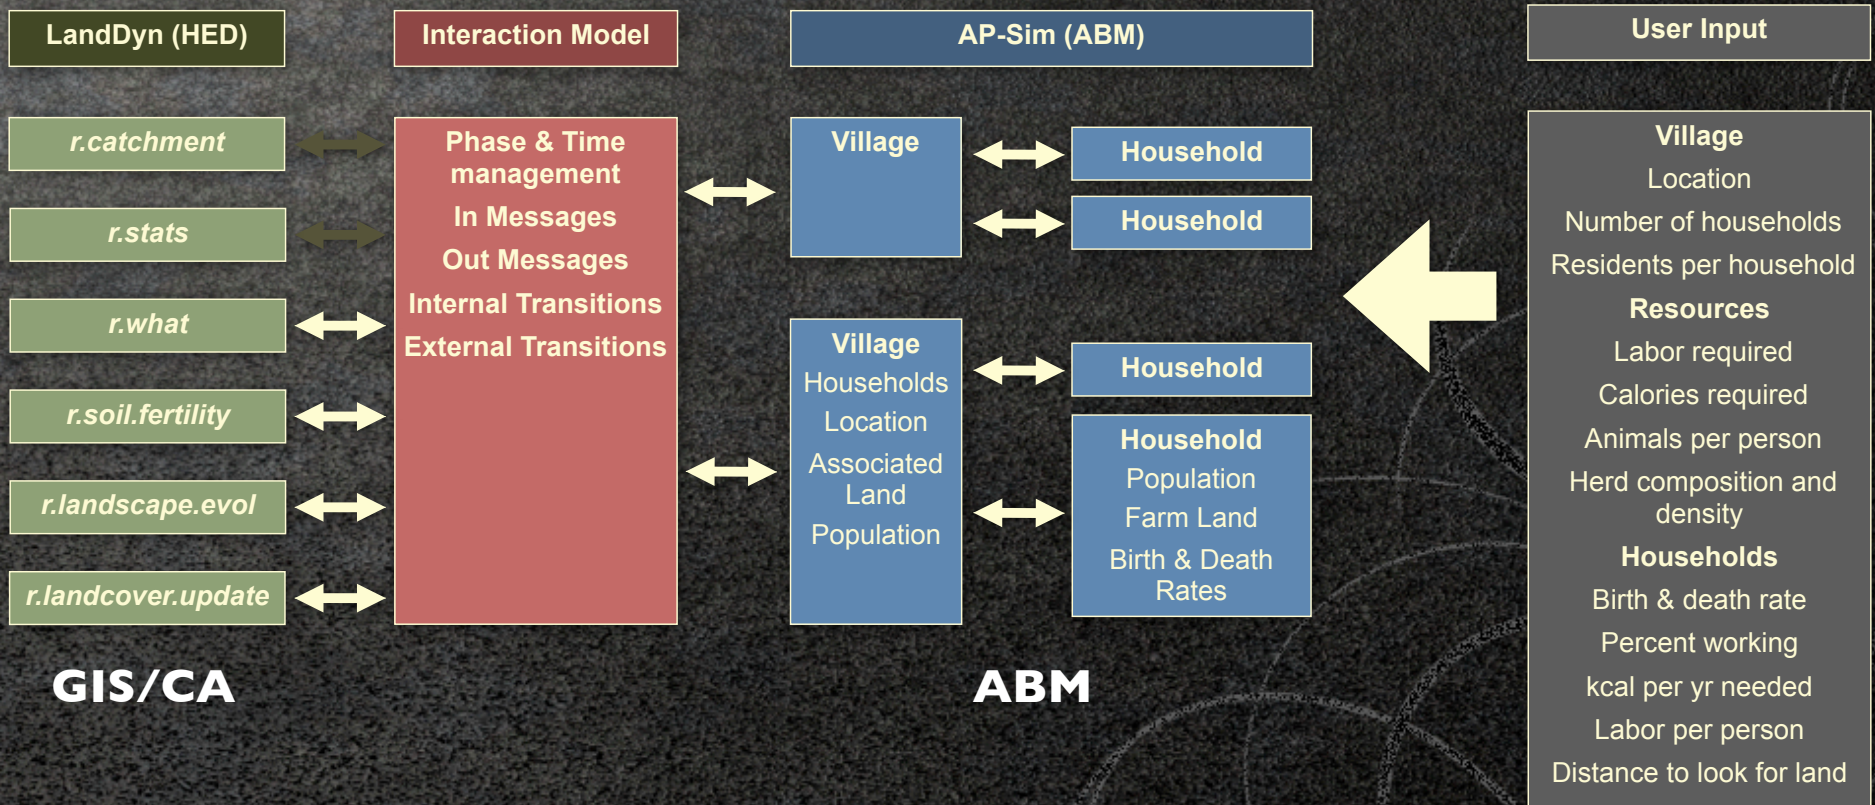 LandDyn (HED)
Interaction Model
AP-Sim (ABM)
User Input
r.catchment
r.stats
r.what
r.soil.fertility
r.landscape.evol
r.landcover.update
GIS/CA
Phase & Time
management
In Messages
Out Messages
Internal Transitions
External Transitions
Village
Household
Household
Village
Households
Location
Associated
Land
Population
Household
Household
Population
Farm Land
Birth & Death
Rates
ABM
Village
Location
Number of households
Residents per household
Resources
Labor required
Calories required
Animals per person
Herd composition and
density
Households
Birth & death rate
Percent working
kcal per yr needed
Labor per person
Distance to look for land